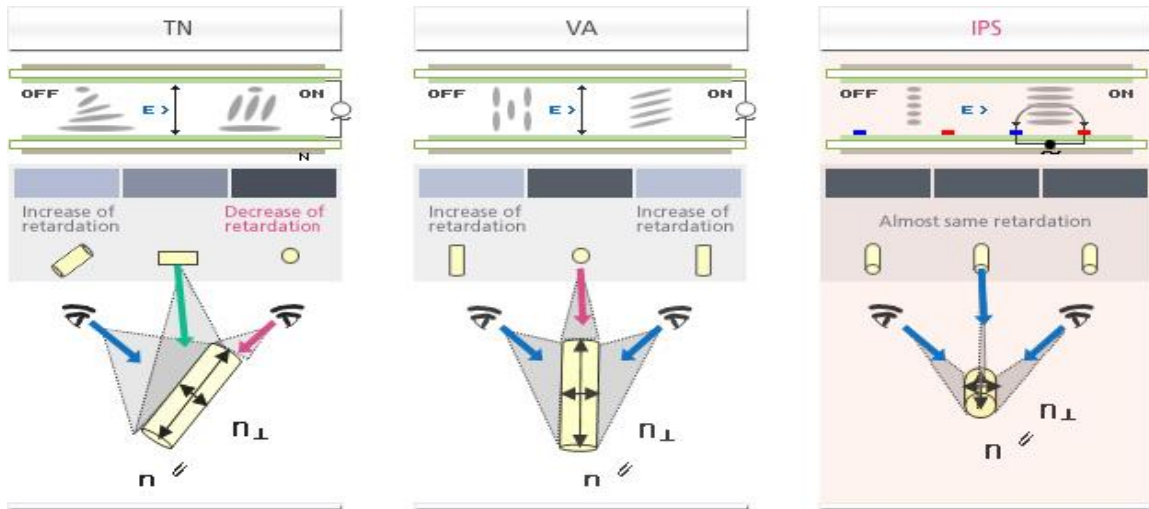 TN
VA
IPS
OFF
E >
ON
OFF
E >
ON
OFF
E >
ON
N
Increase of
retardation
Decrease of
retardation
Increase of
retardation
Increase of
retardation
Almost same retardation
n⊥
n
n
n⊥
n